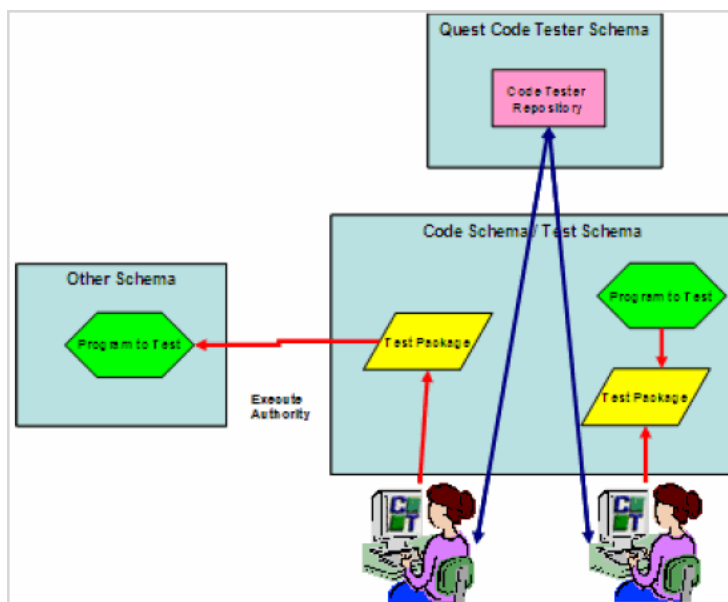 Quest Code Tester Schema
Code Tester
Repository
Code Schema / Test Schema
Other Schema
Program to Test
Program to Test
Test Package
Test Package
Execute
Authority
C
T
C
T